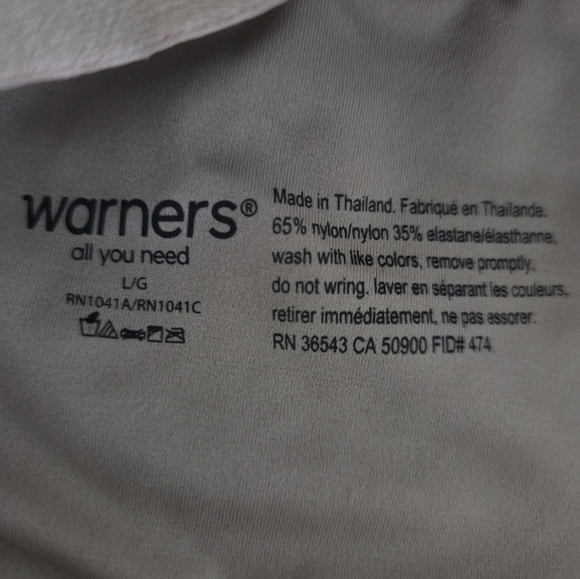 warners®
all you need
L/G
RN1041A/RN1041C
Made in Thailand. Fabriqué en Thaïlande.
65% nylon/nylon 35% elastane/élasthanne.
wash with like colors, remove promptly.
do not wring. laver en séparant les couleurs.
retirer immédiatement, ne pas essorer.
RN 36543 CA 50900 FID# 474